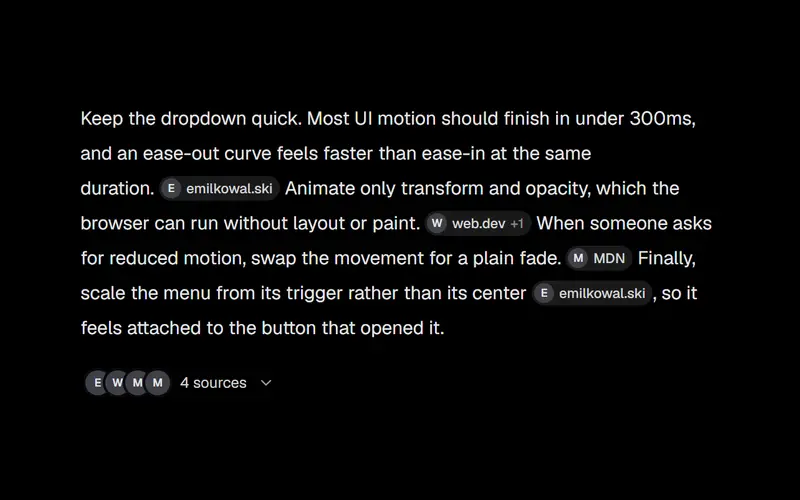 Keep the dropdown quick. Most UI motion should finish in under 300ms,
and an ease-out curve feels faster than ease-in at the same
duration. E emilkowal.ski Animate only transform and opacity, which the
browser can run without layout or paint. W web.dev +1 When someone asks
for reduced motion, swap the movement for a plain fade. M MDN Finally,
scale the menu from its trigger rather than its center E emilkowal.ski , so it
feels attached to the button that opened it.
E W M M 4 sources